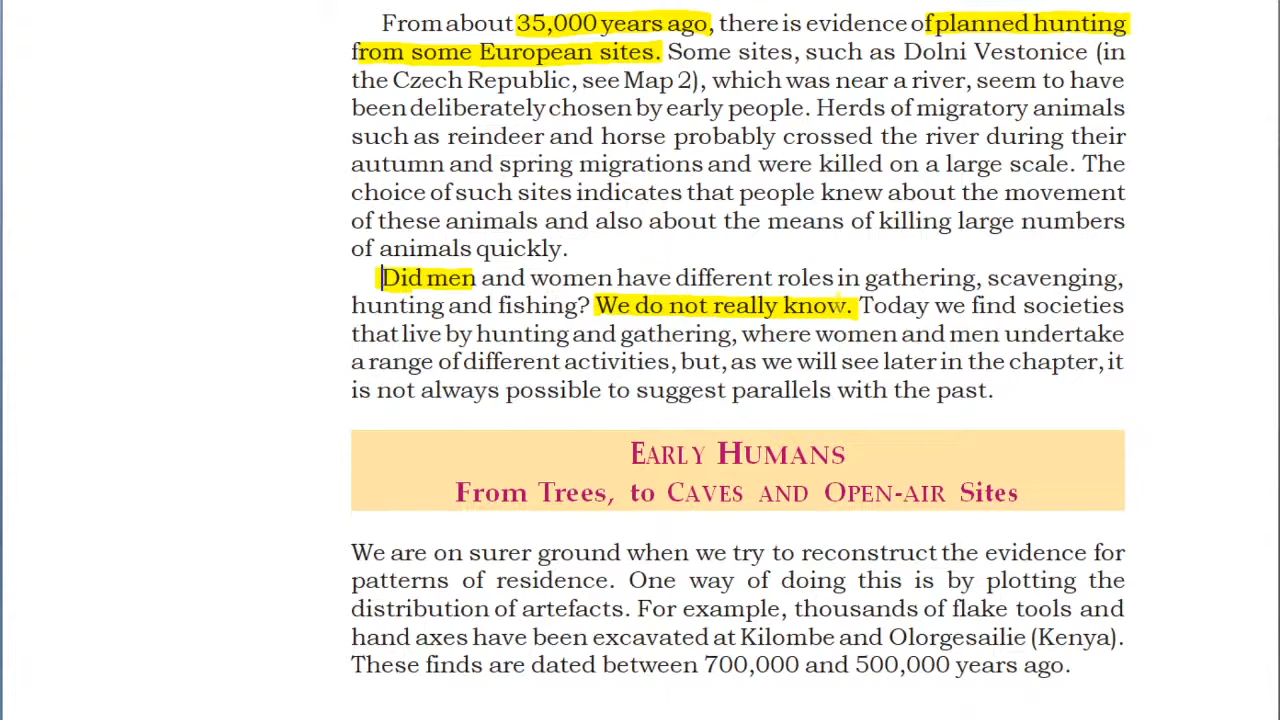 From about 35,000 years ago, there is evidence of planned hunting
from some European sites. Some sites, such as Dolni Vestonice (in
the Czech Republic, see Map 2), which was near a river, seem to have
been deliberately chosen by early people. Herds of migratory animals
such as reindeer and horse probably crossed the river during their
autumn and spring migrations and were killed on a large scale. The
choice of such sites indicates that people knew about the movement
of these animals and also about the means of killing large numbers
of animals quickly.
Did men and women have different roles in gathering, scavenging,
hunting and fishing? We do not really know. Today we find societies
that live by hunting and gathering, where women and men undertake
a range of different activities, but, as we will see later in the chapter, it
is not always possible to suggest parallels with the past.
EARLY HUMANS
From Trees, to CAVES AND OPEN-AIR Sites
We are on surer ground when we try to reconstruct the evidence for
patterns of residence. One way of doing this is by plotting the
distribution of artefacts. For example, thousands of flake tools and
hand axes have been excavated at Kilombe and Olorgesailie (Kenya).
These finds are dated between 700,000 and 500,000 years ago.